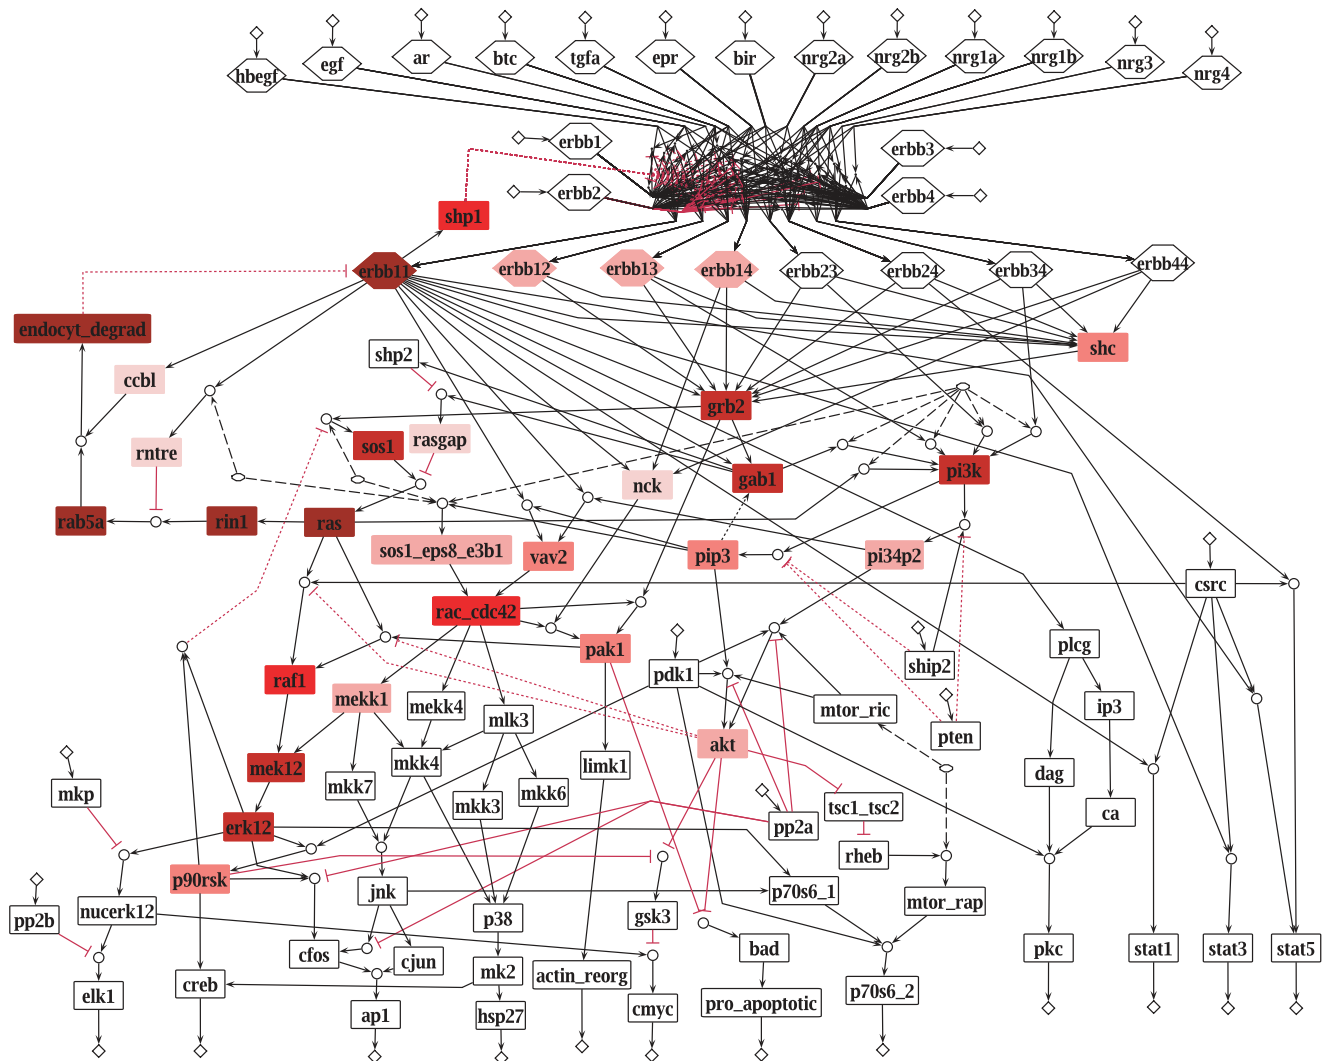 hbegf
egf
ar
btc
tgfa
epr
bir
nrg2a
nrg2b
nrg1a
nrg1b
nrg3
nrg4
erbb1
erbb3
erbb2
erbb4
shp1
erbb11
erbb12
erbb13
erbb14
erbb23
erbb24
erbb34
erbb44
endocyt_degrad
shp2
shc
ccbl
grb2
rntre
sos1
rasgap
nck
gab1
pi3k
rab5a
rin1
ras
sos1_eps8_e3b1
vav2
pip3
pi34p2
csrc
rac_cdc42
pak1
plcg
raf1
pdk1
ship2
mekk1
mekk4
mlk3
mtor_ric
ip3
akt
pten
mek12
mkk4
limk1
dag
mkp
mkk7
mkk3
mkk6
tsc1_tsc2
ca
erk12
pp2a
rheb
p90rsk
jnk
p70s6_1
mtor_rap
pp2b
nucerk12
p38
gsk3
cfos
cjun
bad
pkc
stat1
stat3
stat5
creb
mk2
actin_reorg
elk1
ap1
hsp27
cmyc
pro_apoptotic
p70s6_2